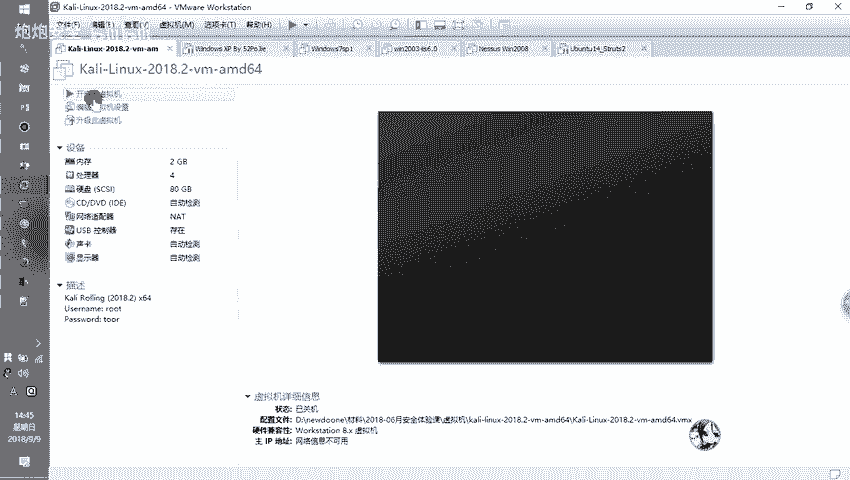 Kali-Linux-2018.2-vm-amd64 - VMware Workstation
文件(F) 编辑(E) 查看(V) 虚拟机(M) 选项卡(T) 帮助(H)
炮炮安全
Kali-Linux-2018.2-vm-am Windows XP By 52PoJie Windows7sp1 win2003-iis6.0 Nessus Win2008 Ubuntu14_Struts2
Kali-Linux-2018.2-vm-amd64
编辑虚拟机设置
升级此虚拟机
设备
内存 2 GB
处理器 4
硬盘 (SCSI) 80 GB
CD/DVD (IDE) 自动检测
网络适配器 NAT
USB 控制器 存在
声卡 自动检测
显示器 自动检测
描述
Kali Rolling (2018.2) x64
Username: root
Password: toor
虚拟机详细信息
状态: 已关机
配置文件: D:\newdoone\材料\2018-06月安全体验课\虚拟机\kali-linux-2018.2-vm-amd64\Kali-Linux-2018.2-vm-amd64.vmx
硬件兼容性: Workstation 8.x 虚拟机
主 IP 地址: 网络信息不可用
14:45
星期日
2018/9/9